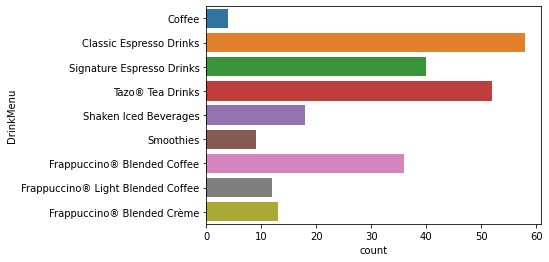 Coffee
Classic Espresso Drinks
Signature Espresso Drinks
Tazo® Tea Drinks
Shaken Iced Beverages
Smoothies
Frappuccino® Blended Coffee
Frappuccino® Light Blended Coffee
Frappuccino® Blended Crème
DrinkMenu
0 10 20 30 40 50 60
count